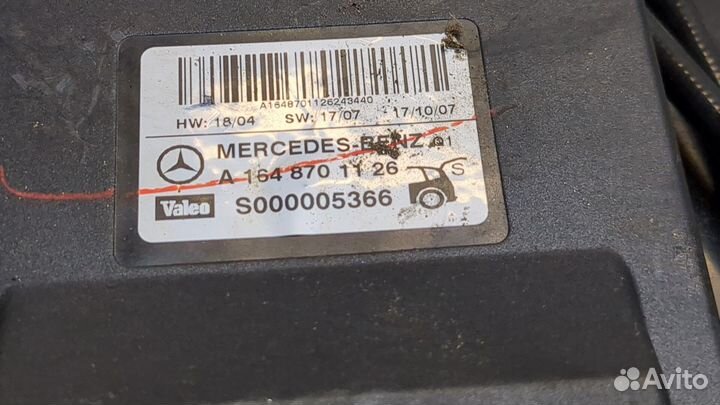 A1648701126243440
HW: 18/04 SW: 17/07 17/10/07
MERCEDES-BENZ Q1
A 164 870 11 26
S
Valeo S000005366
Avito